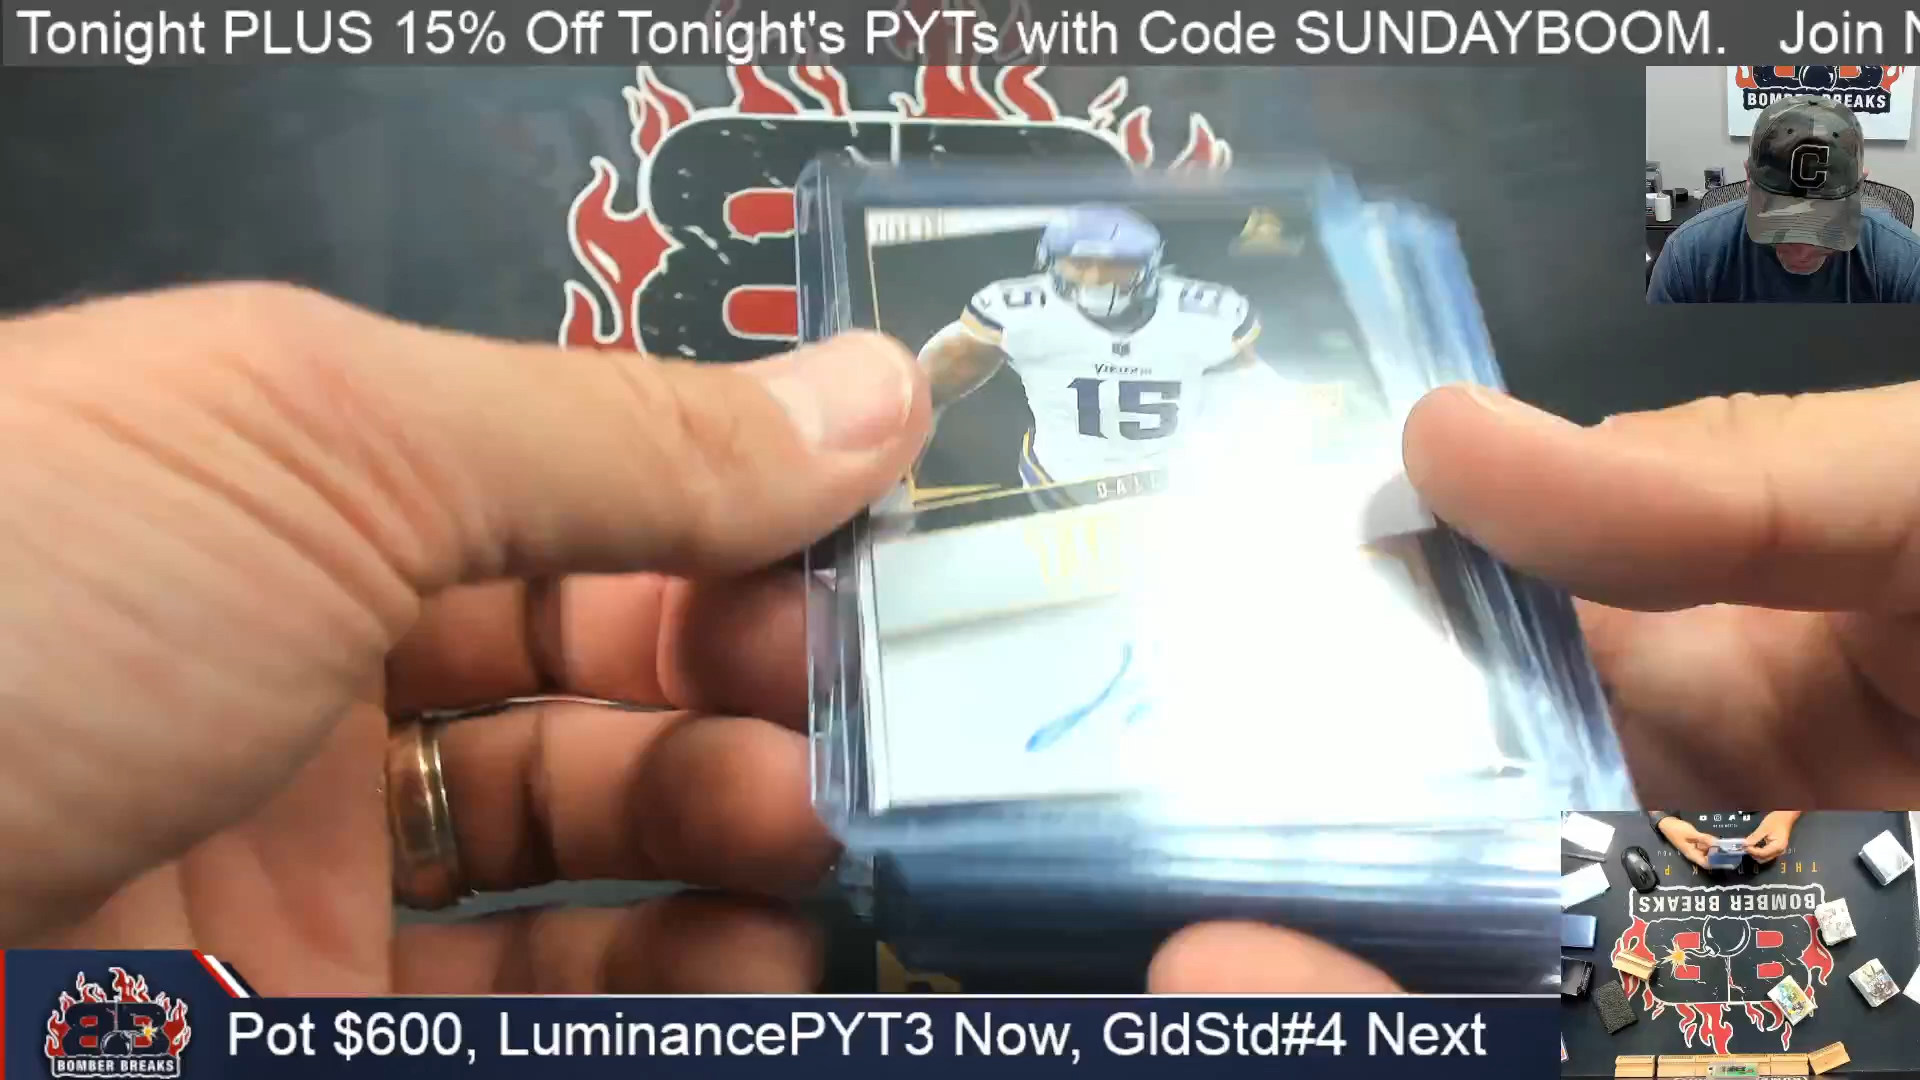 Tonight PLUS 15% Off Tonight's PYTs with Code SUNDAYBOOM. Join N
BOMBER BREAKS
C
VIKINGS
15
DALL
BOMBER BREAKS
BOMBER BREAKS
Pot $600, LuminancePYT3 Now, GldStd#4 Next